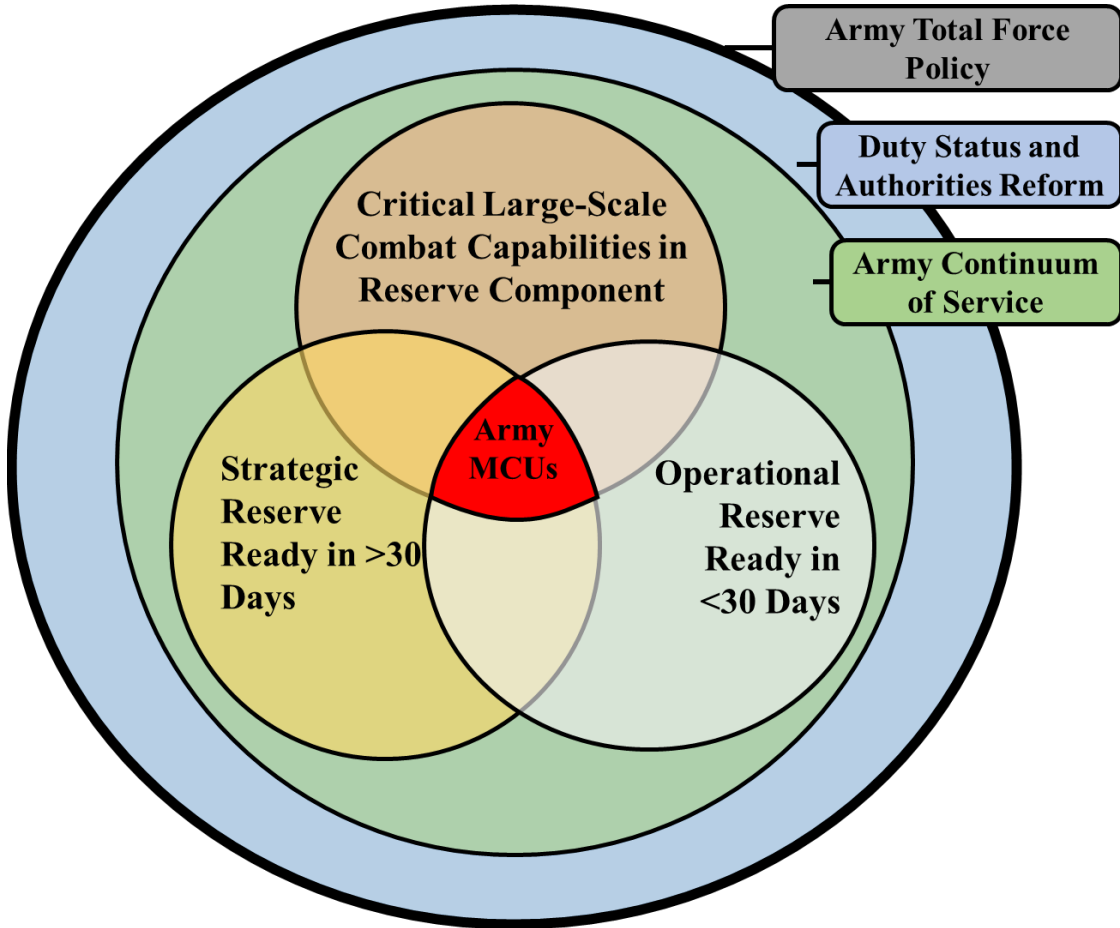 Army Total Force
Policy
Duty Status and
Authorities Reform
Army Continuum
of Service
Critical Large-Scale
Combat Capabilities in
Reserve Component
Army
MCUs
Strategic
Reserve
Ready in >30
Days
Operational
Reserve
Ready in
<30 Days